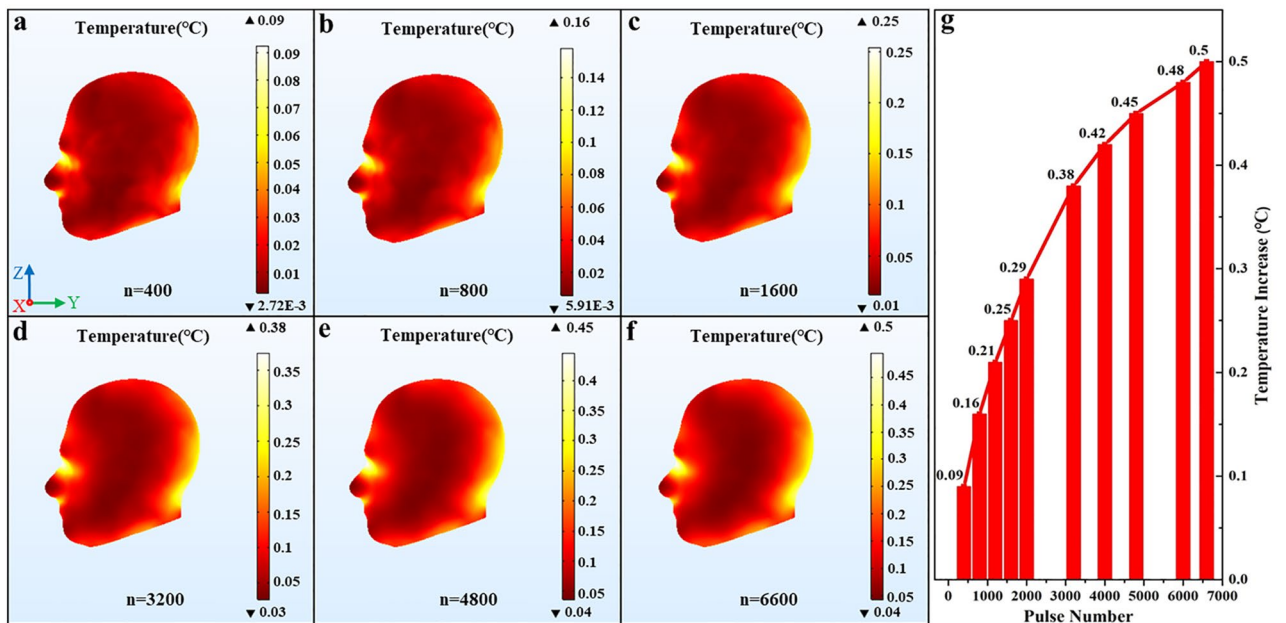 a
Temperature(°C)
▲ 0.09
0.09
0.08
0.07
0.06
0.05
0.04
0.03
0.02
0.01
▼ 2.72E-3
Z
X
Y
n=400
b
Temperature(°C)
▲ 0.16
0.14
0.12
0.1
0.08
0.06
0.04
0.02
▼ 5.91E-3
n=800
c
Temperature(°C)
▲ 0.25
0.25
0.2
0.15
0.1
0.05
▼ 0.01
n=1600
d
Temperature(°C)
▲ 0.38
0.35
0.3
0.25
0.2
0.15
0.1
0.05
▼ 0.03
n=3200
e
Temperature(°C)
▲ 0.45
0.4
0.35
0.3
0.25
0.2
0.15
0.1
0.05
▼ 0.04
n=4800
f
Temperature(°C)
▲ 0.5
0.45
0.4
0.35
0.3
0.25
0.2
0.15
0.1
0.05
▼ 0.04
n=6600
g
0.09
0.16
0.21
0.25
0.29
0.38
0.42
0.45
0.48
0.5
0.5
0.4
0.3
0.2
0.1
0.0
Temperature Increase (°C)
0 1000 2000 3000 4000 5000 6000 7000
Pulse Number